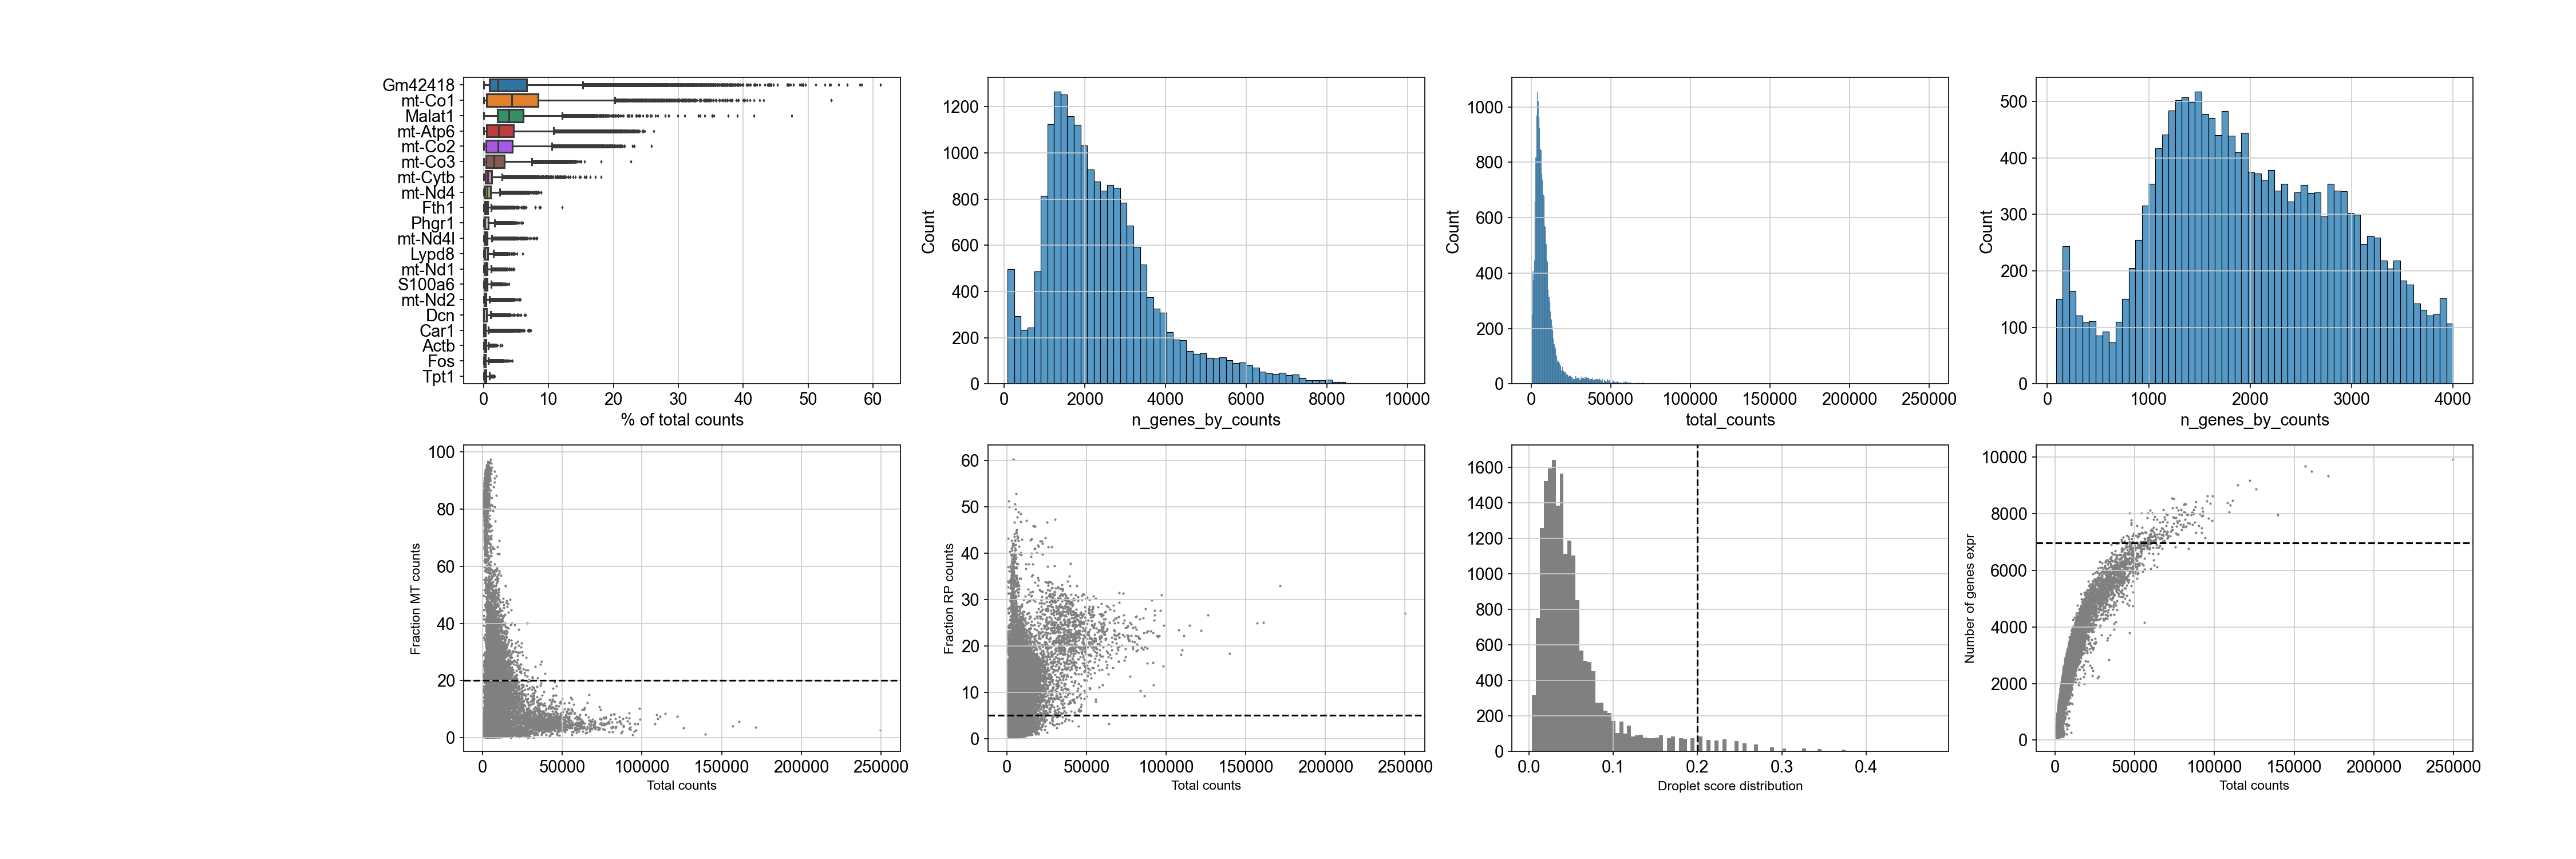 Gm42418
mt-Co1
Malat1
mt-Atp6
mt-Co2
mt-Co3
mt-Cytb
mt-Nd4
Fth1
Phgr1
mt-Nd4l
Lypd8
mt-Nd1
S100a6
mt-Nd2
Dcn
Car1
Actb
Fos
Tpt1
0 10 20 30 40 50 60
% of total counts
Count
1200
1000
800
600
400
200
0
0 2000 4000 6000 8000 10000
n_genes_by_counts
Count
1000
800
600
400
200
0
0 50000 100000 150000 200000 250000
total_counts
Count
500
400
300
200
100
0
0 1000 2000 3000 4000
n_genes_by_counts
Fraction MT counts
100
80
60
40
20
0
0 50000 100000 150000 200000 250000
Total counts
Fraction RP counts
60
50
40
30
20
10
0
0 50000 100000 150000 200000 250000
Total counts
1600
1400
1200
1000
800
600
400
200
0
0.0 0.1 0.2 0.3 0.4
Droplet score distribution
Number of genes expr
10000
8000
6000
4000
2000
0
0 50000 100000 150000 200000 250000
Total counts